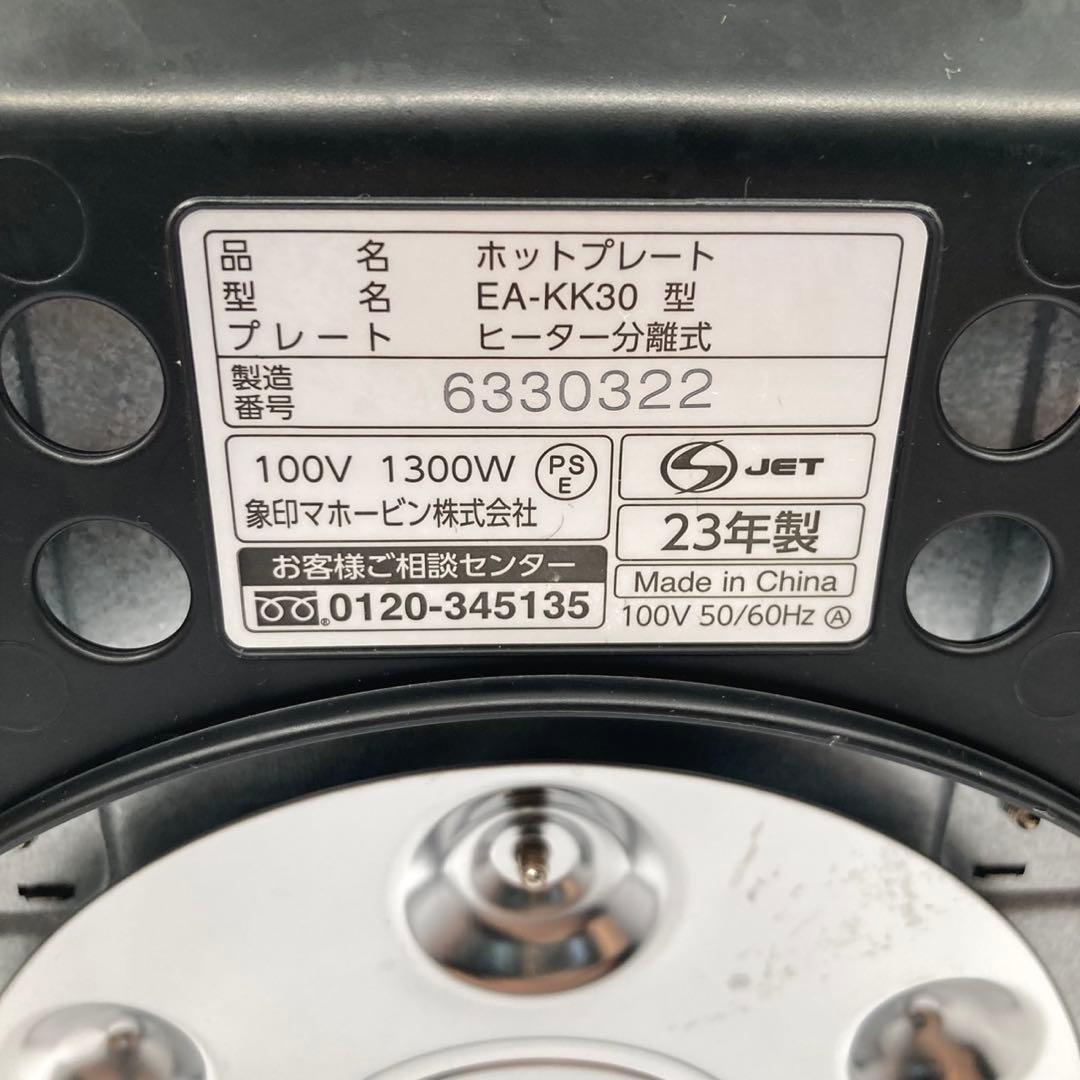 品名 ホットプレート
型名 EA-KK30 型
プレート ヒーター分離式
製造番号 6330322
100V 1300W PSE
象印マホービン株式会社
お客様ご相談センター
0120-345135
S JET
23年製
Made in China
100V 50/60Hz Ⓐ